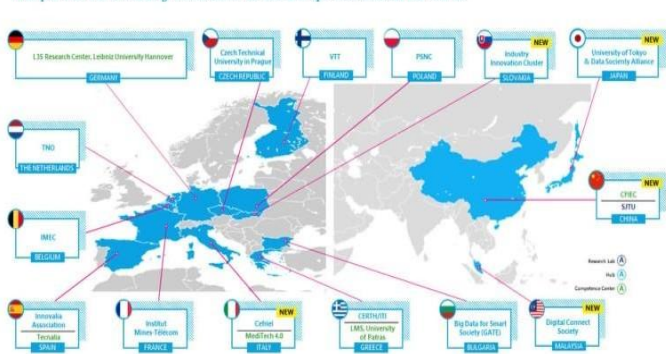 L3S Research Center, Leibniz University Hannover
GERMANY
Czech Technical
University in Prague
CZECH REPUBLIC
VTT
FINLAND
PSNC
POLAND
NEW
Industry
Innovation Cluster
SLOVAKIA
NEW
University of Tokyo
& Data Society Alliance
JAPAN
TNO
THE NETHERLANDS
NEW
CFIEC
SJTU
CHINA
IMEC
BELGIUM
Research Lab A
Hub A
Competence Center A
Innovalia
Association
Tecnalia
SPAIN
Institut
Mines Télécom
FRANCE
NEW
Cefriel
MediTech 4.0
ITALY
CERTH/ITI
LMS, University
of Patras
GREECE
Big Data for Smart
Society (GATE)
BULGARIA
NEW
Digital Connect
Society
MALAYSIA